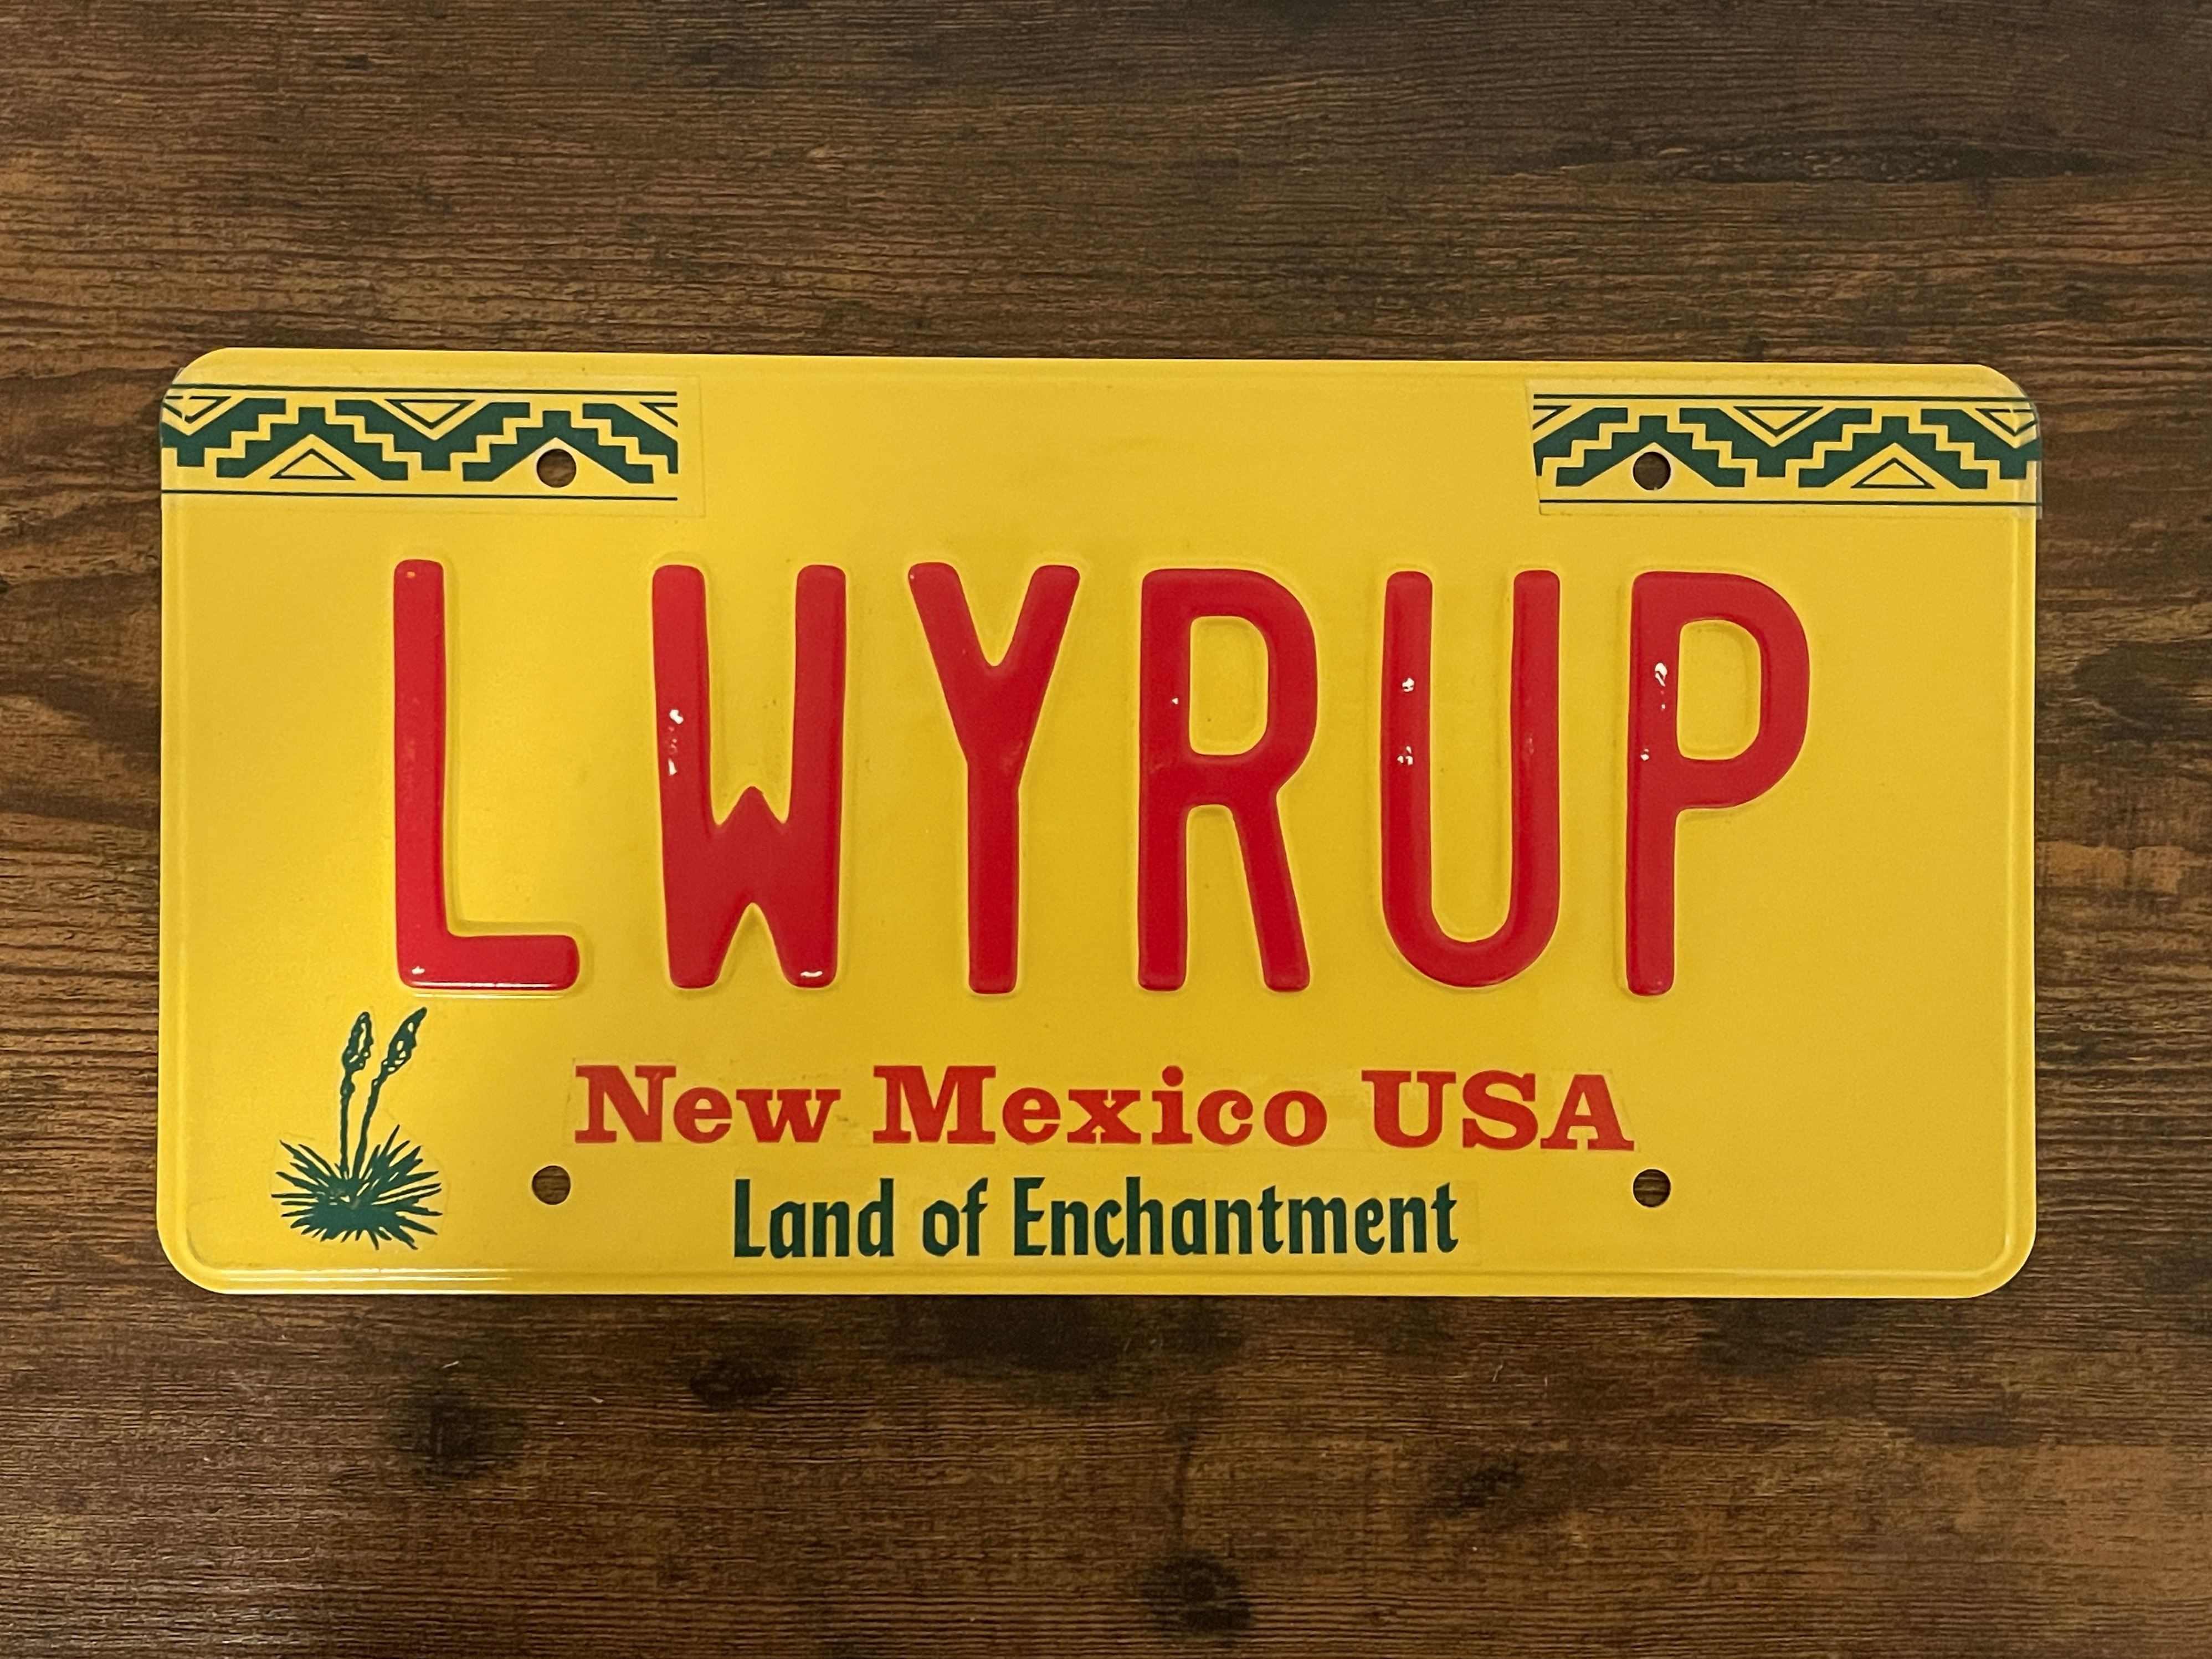 LWYRUP
New Mexico USA
Land of Enchantment